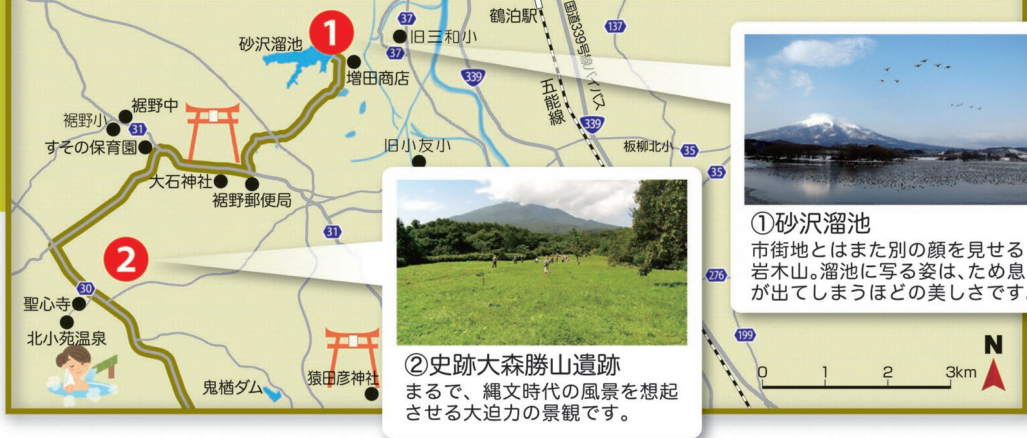 37
鶴泊駅
137
国道339号線バイパス
砂沢溜池
1
旧三和小
37
増田商店
339
五能線
裾野中
裾野小
31
339
すその保育園
旧小友小
板柳北小
35
大石神社
35
裾野郵便局
31
①砂沢溜池
市街地とはまた別の顔を見せる
岩木山。溜池に写る姿は、ため息
が出てしまうほどの美しさです。
2
276
30
聖心寺
北小苑温泉
199
②史跡大森勝山遺跡
まるで、縄文時代の風景を想起
させる大迫力の景観です。
猿田彦神社
鬼楢ダム
N
0 1 2 3km